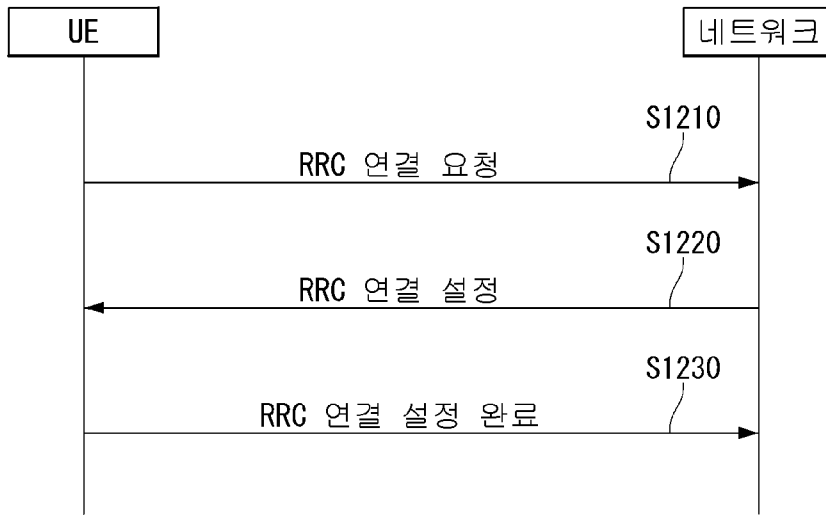 UE
네트워크
S1210
RRC 연결 요청
S1220
RRC 연결 설정
S1230
RRC 연결 설정 완료